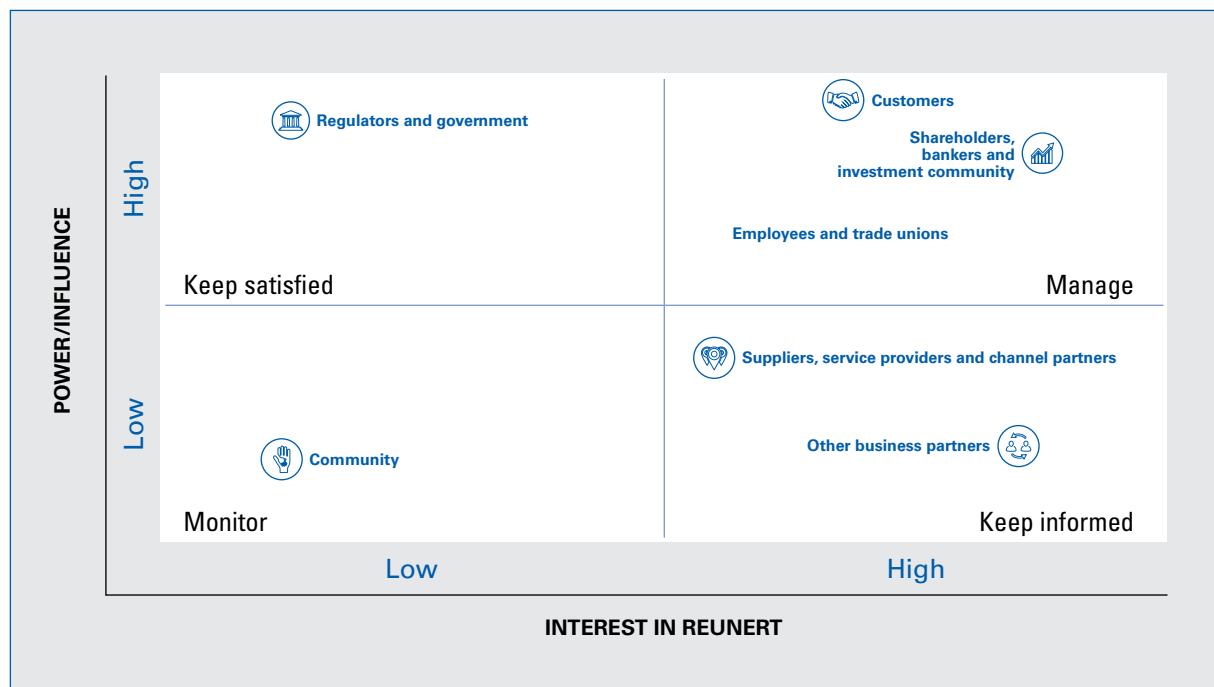 POWER/INFLUENCE
High
Low
Regulators and government
Keep satisfied
Customers
Shareholders,
bankers and
investment community
Employees and trade unions
Manage
Community
Monitor
Suppliers, service providers and channel partners
Other business partners
Keep informed
Low
High
INTEREST IN REUNERT